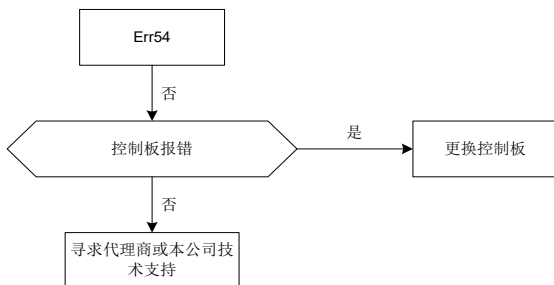 Err54
否
控制板报错
是
更换控制板
否
寻求代理商或本公司技
术支持